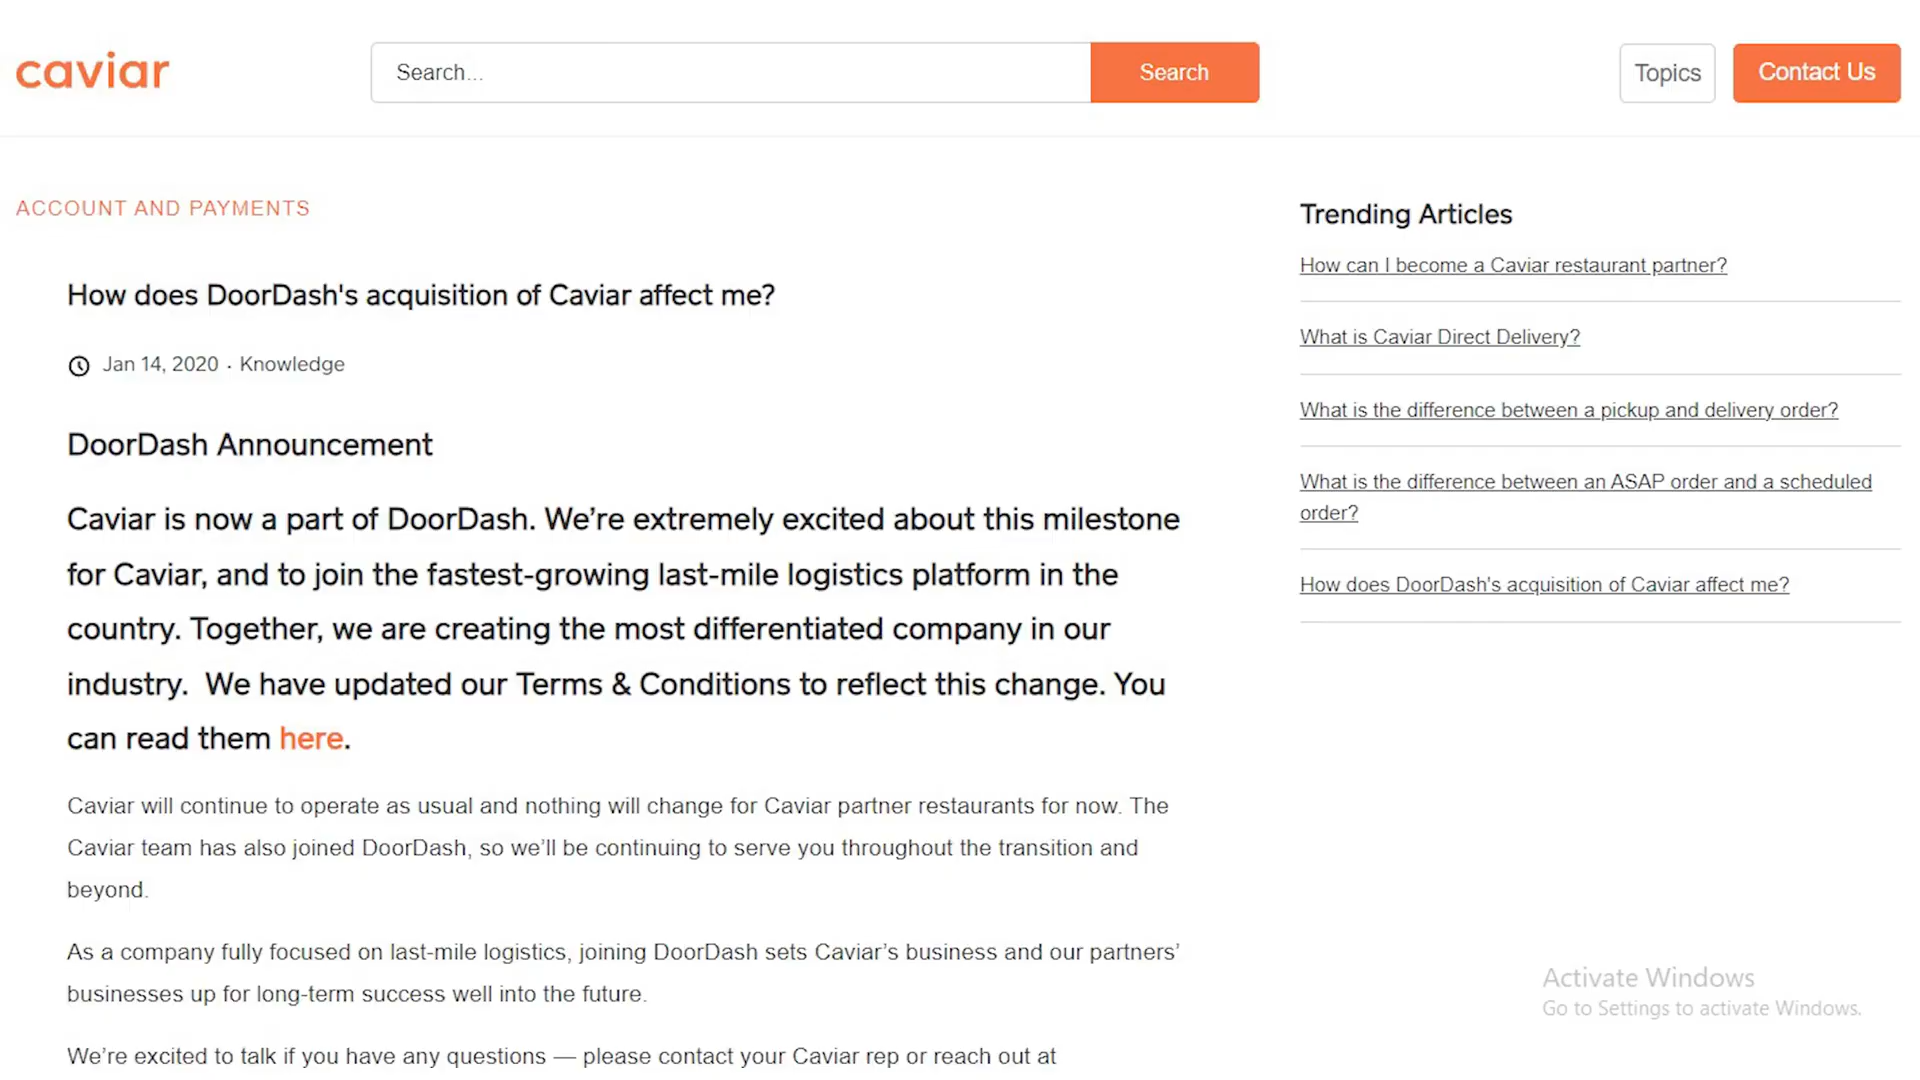 caviar
Search...
Search
Topics
Contact Us
ACCOUNT AND PAYMENTS
How does DoorDash's acquisition of Caviar affect me?
Jan 14, 2020 · Knowledge
DoorDash Announcement
Caviar is now a part of DoorDash. We’re extremely excited about this milestone
for Caviar, and to join the fastest-growing last-mile logistics platform in the
country. Together, we are creating the most differentiated company in our
industry.  We have updated our Terms & Conditions to reflect this change. You
can read them here.
Caviar will continue to operate as usual and nothing will change for Caviar partner restaurants for now. The
Caviar team has also joined DoorDash, so we’ll be continuing to serve you throughout the transition and
beyond.
As a company fully focused on last-mile logistics, joining DoorDash sets Caviar’s business and our partners’
businesses up for long-term success well into the future.
We’re excited to talk if you have any questions — please contact your Caviar rep or reach out at
Trending Articles
How can I become a Caviar restaurant partner?
What is Caviar Direct Delivery?
What is the difference between a pickup and delivery order?
What is the difference between an ASAP order and a scheduled
order?
How does DoorDash's acquisition of Caviar affect me?
Activate Windows
Go to Settings to activate Windows.